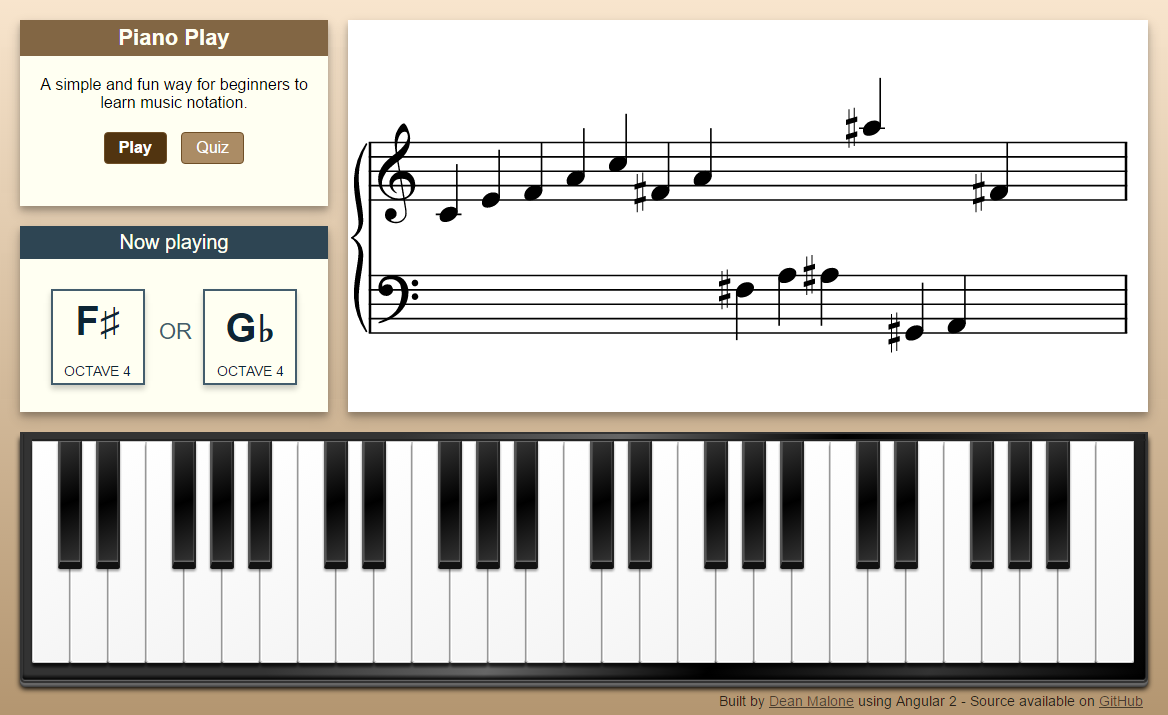 Piano Play
A simple and fun way for beginners to
learn music notation.
Play
Quiz
Now playing
F♯
OCTAVE 4
OR
G♭
OCTAVE 4
Built by Dean Malone using Angular 2 - Source available on GitHub